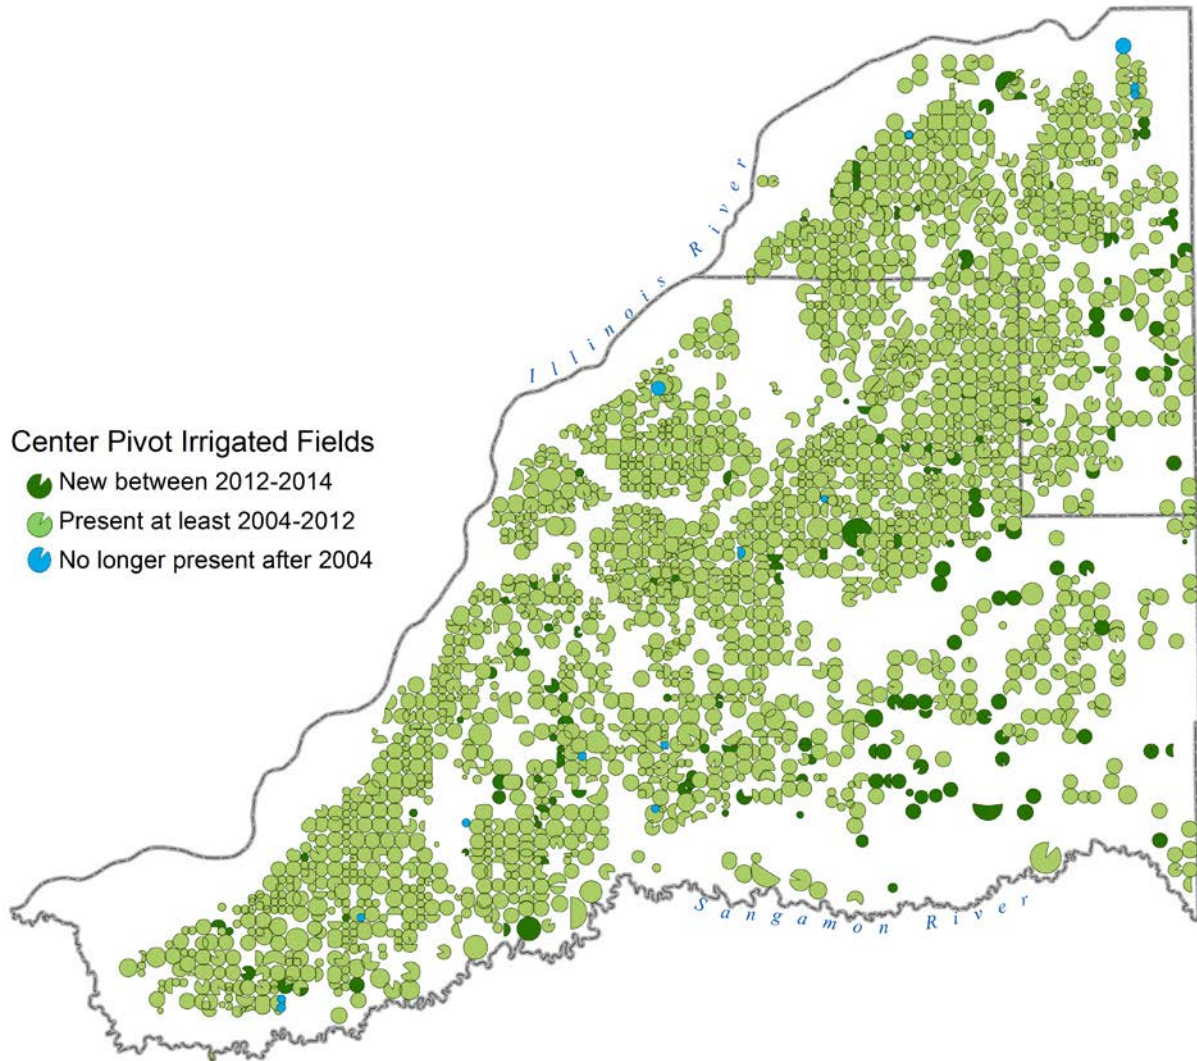 Illinois River
Center Pivot Irrigated Fields
New between 2012-2014
Present at least 2004-2012
No longer present after 2004
Sangamon River